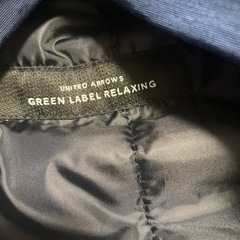 UNITED ARROWS
GREEN LABEL RELAXING